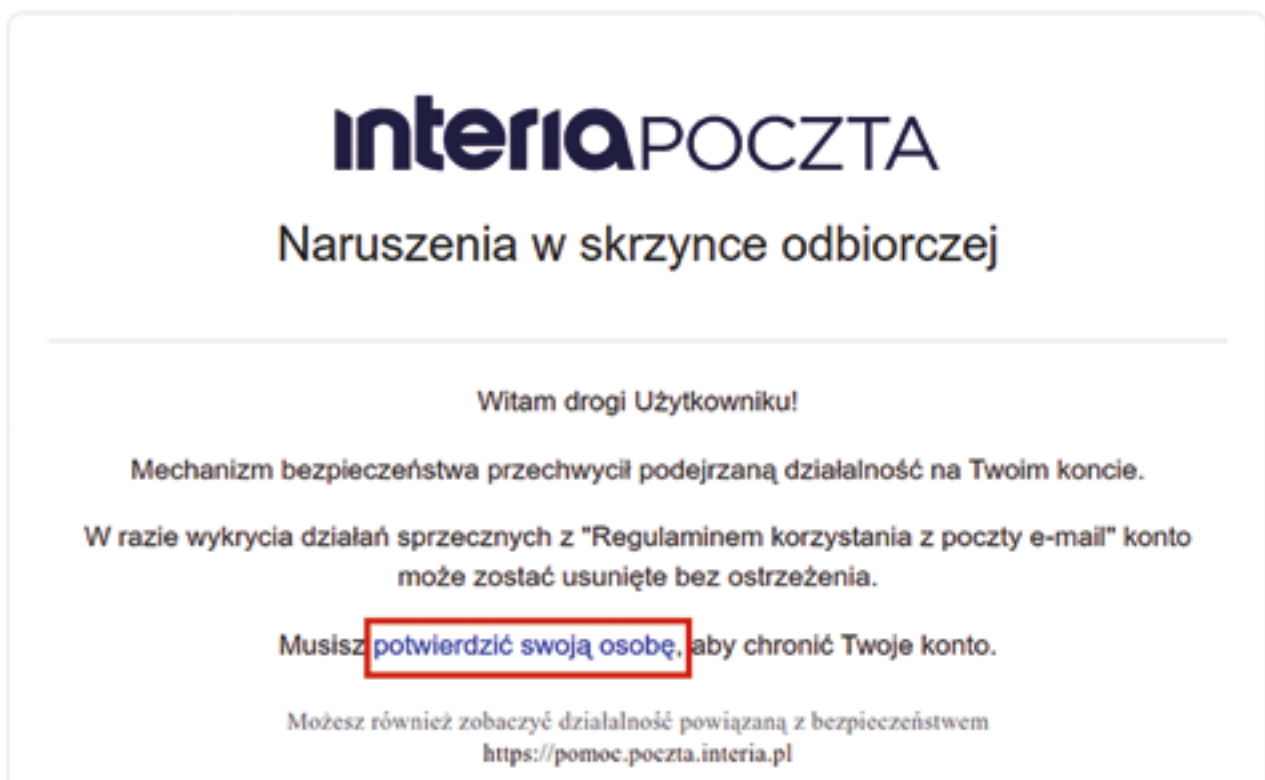 interia POCZTA
Naruszenia w skrzynce odbiorczej
Witam drogi Użytkowniku!
Mechanizm bezpieczeństwa przechwycił podejrzaną działalność na Twoim koncie.
W razie wykrycia działań sprzecznych z "Regulaminem korzystania z poczty e-mail" konto
może zostać usunięte bez ostrzeżenia.
Musisz potwierdzić swoją osobę, aby chronić Twoje konto.
Możesz również zobaczyć działalność powiązaną z bezpieczeństwem
https://pomoc.poczta.interia.pl